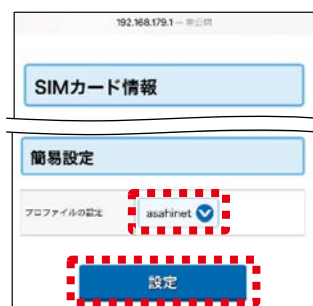 192.168.179.1 — 非公開
SIMカード情報
簡易設定
プロファイルの設定
asahinet
設定